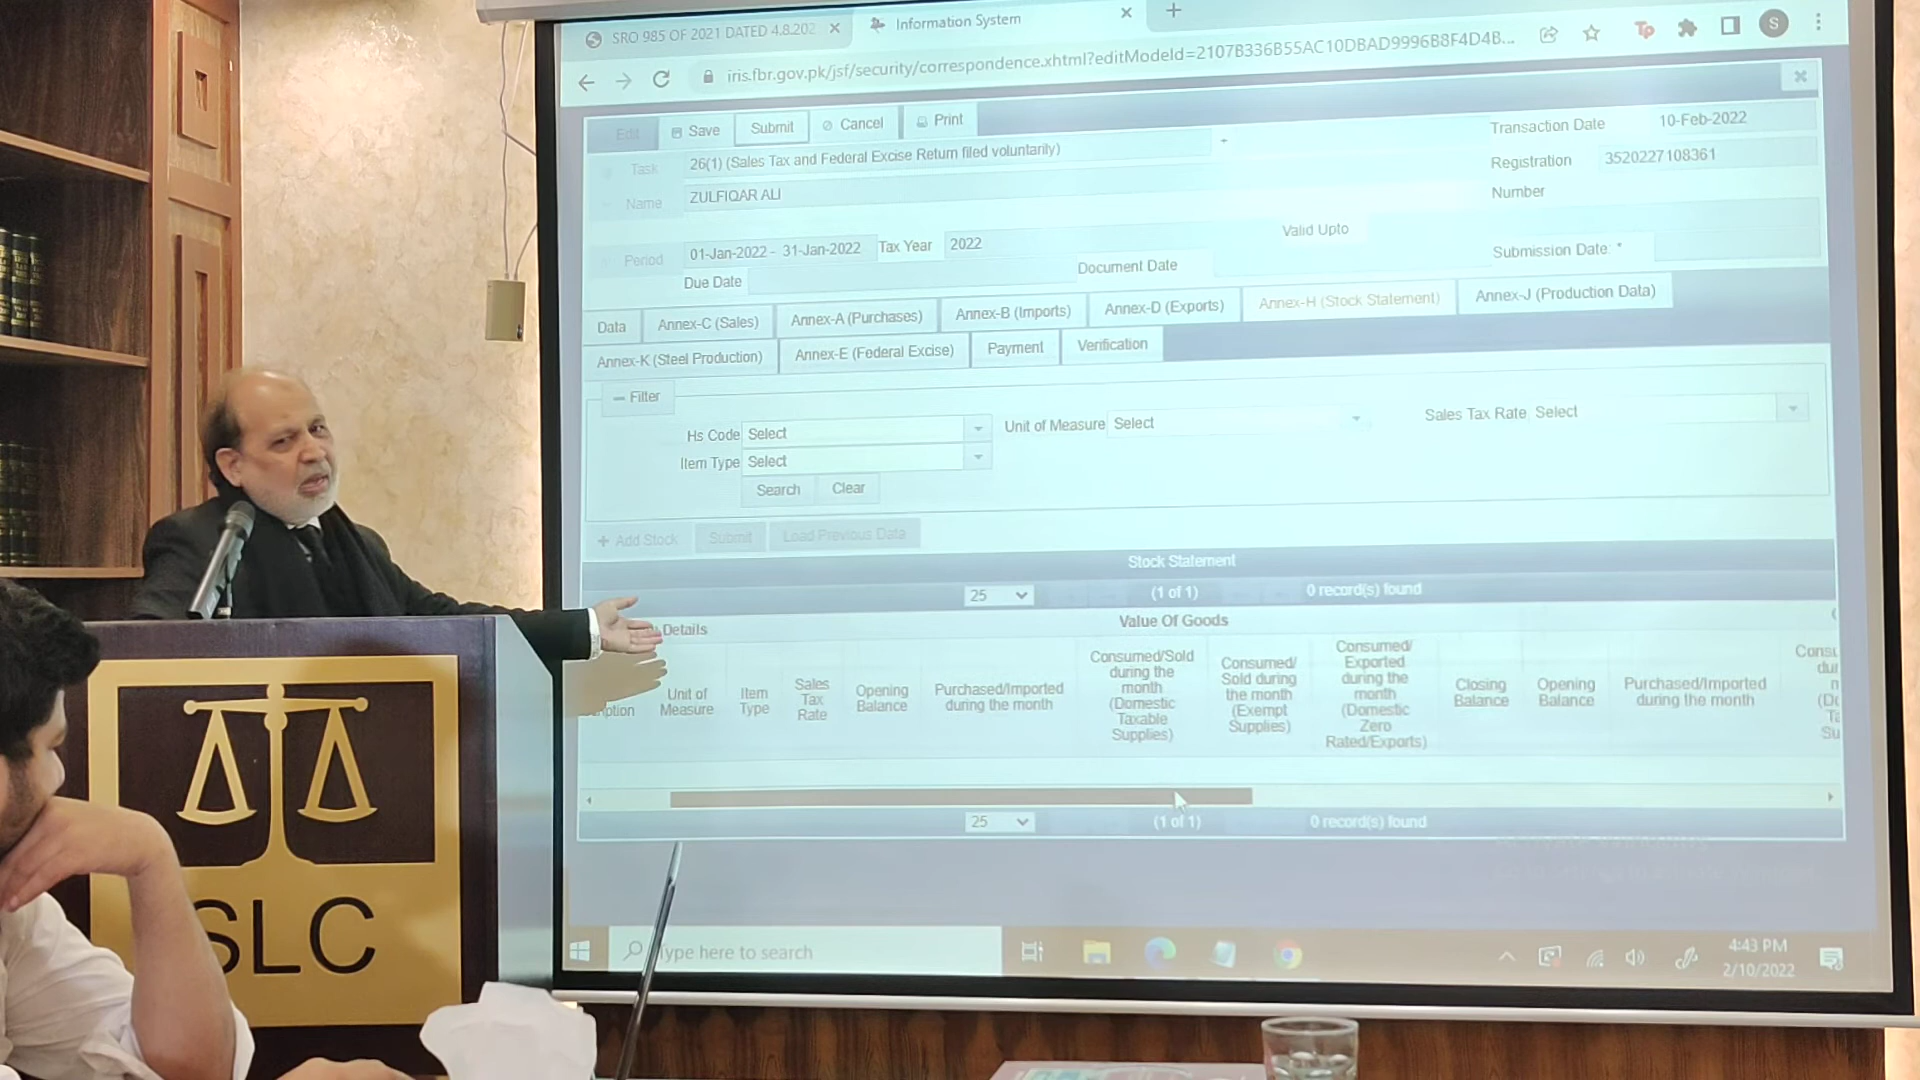 SRO 985 OF 2021 DATED 4.8.202
Information System
iris.fbr.gov.pk/jsf/security/correspondence.xhtml?editModeId=2107B336B55AC10DBAD9996B8F4D4B...
Tp
S
Edit Save Submit Cancel Print
Transaction Date 10-Feb-2022
Task 26(1) (Sales Tax and Federal Excise Return filed voluntarily)
Registration 3520227108361
Number
Name ZULFIQAR ALI
Valid Upto
Period 01-Jan-2022 - 31-Jan-2022 Tax Year 2022
Submission Date: *
Due Date Document Date
Data Annex-C (Sales) Annex-A (Purchases) Annex-B (Imports) Annex-D (Exports) Annex-H (Stock Statement) Annex-J (Production Data)
Annex-K (Steel Production) Annex-E (Federal Excise) Payment Verification
Filter
Hs Code Select Unit of Measure Select Sales Tax Rate Select
Item Type Select
Search Clear
+ Add Stock Submit Load Previous Data
Stock Statement
25 (1 of 1) 0 record(s) found
Details Value Of Goods
Unit of
Measure
Item
Type
Sales
Tax
Rate
Opening
Balance
Purchased/Imported
during the month
Consumed/Sold
during the
month
(Domestic
Taxable
Supplies)
Consumed/
Sold during
the month
(Exempt
Supplies)
Consumed/
Exported
during the
month
(Domestic
Zero
Rated/Exports)
Closing
Balance
Opening
Balance
Purchased/Imported
during the month
25 (1 of 1) 0 record(s) found
Type here to search
4:43 PM
2/10/2022
SLC